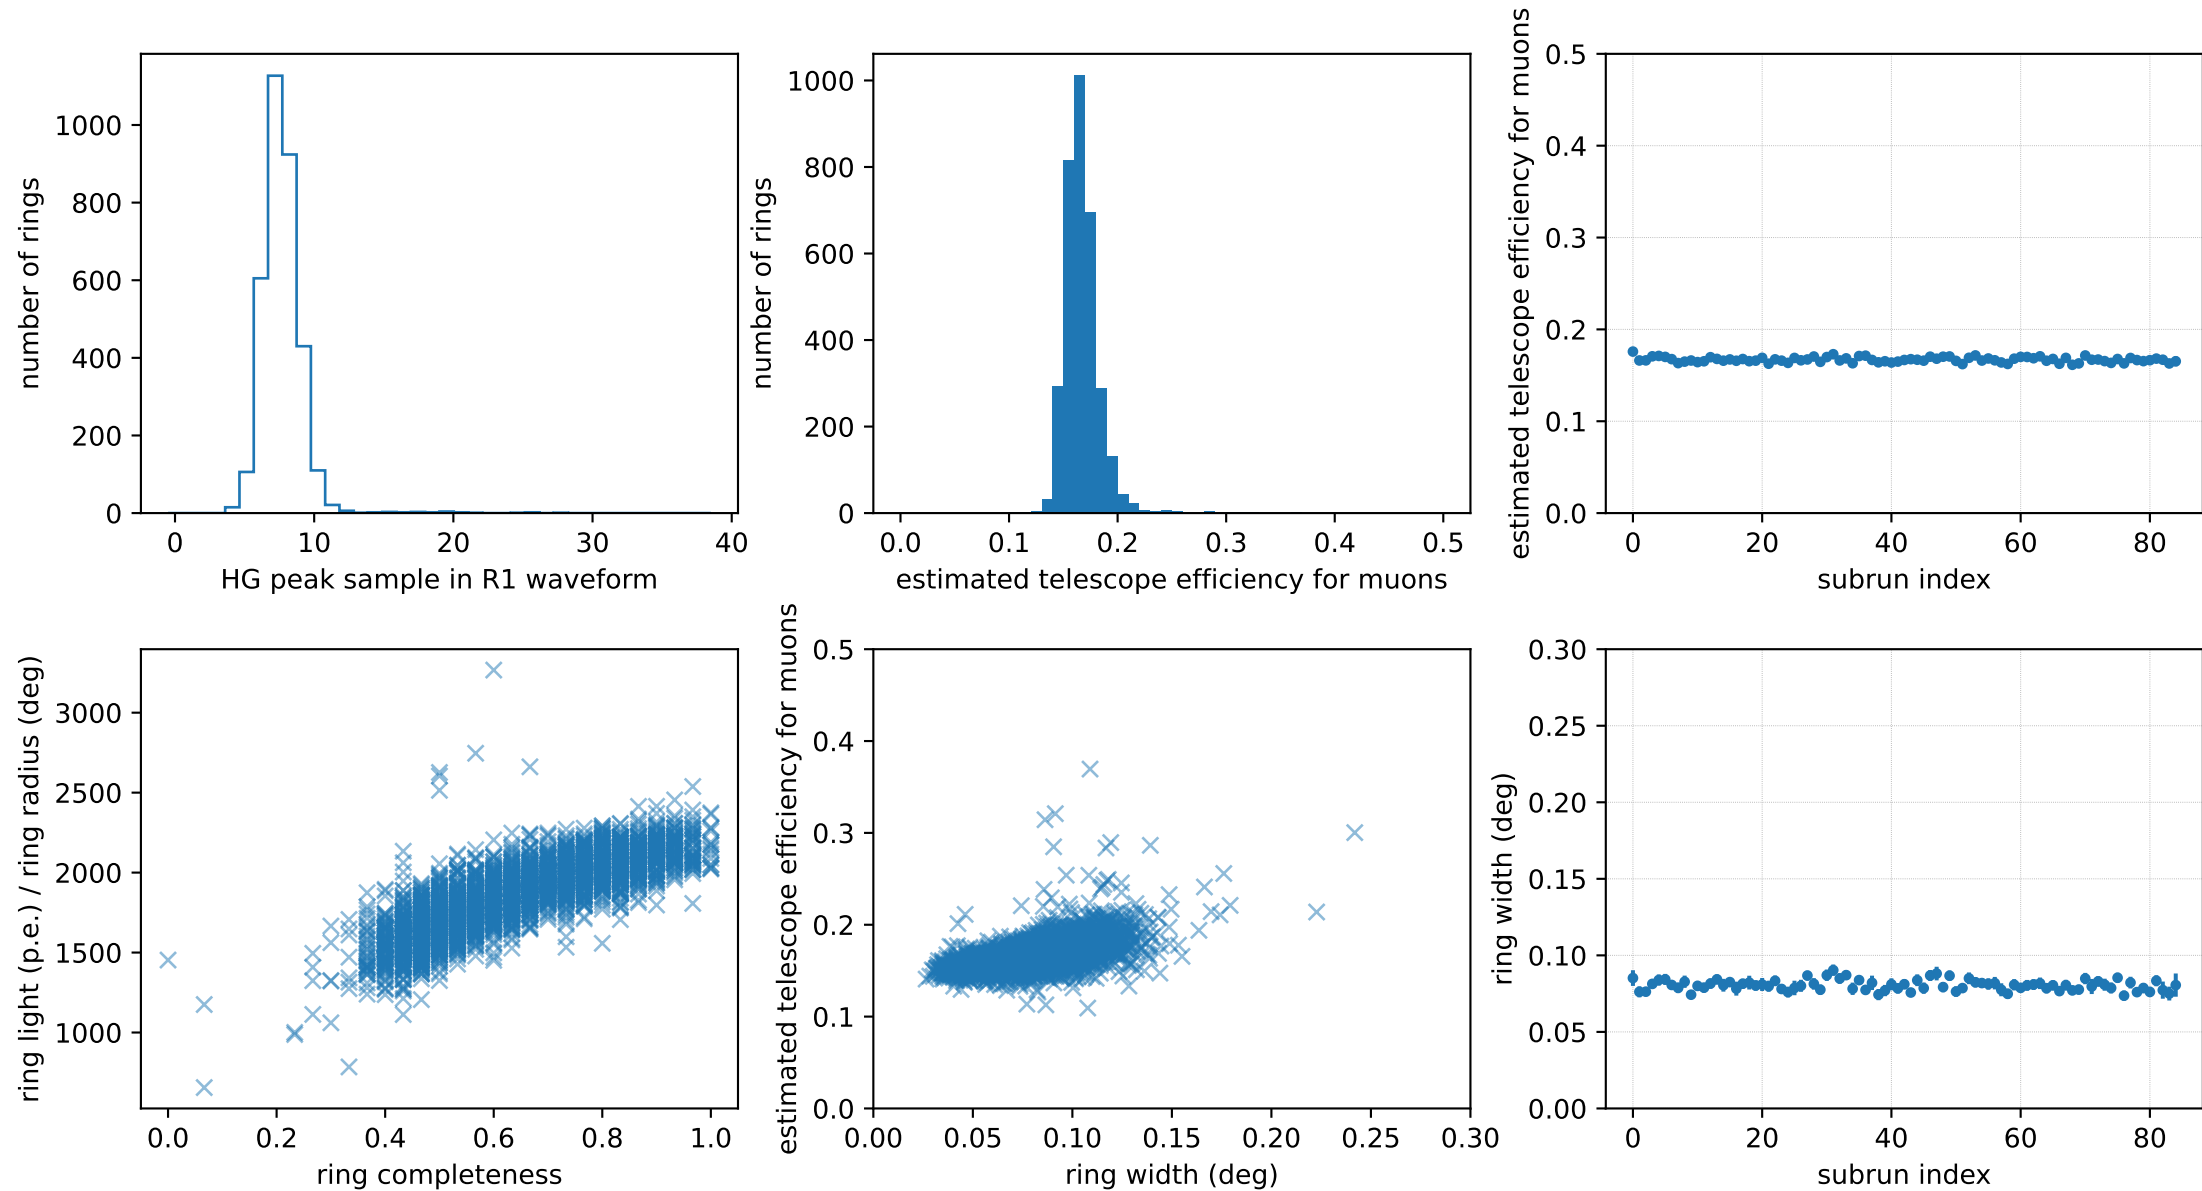 number of rings
1000
800
600
400
200
0
0 10 20 30 40
HG peak sample in R1 waveform
number of rings
1000
800
600
400
200
0
0.0 0.1 0.2 0.3 0.4 0.5
estimated telescope efficiency for muons
estimated telescope efficiency for muons
0.5
0.4
0.3
0.2
0.1
0.0
0 20 40 60 80
subrun index
ring light (p.e.) / ring radius (deg)
3000
2500
2000
1500
1000
0.0 0.2 0.4 0.6 0.8 1.0
ring completeness
estimated telescope efficiency for muons
0.5
0.4
0.3
0.2
0.1
0.0
0.00 0.05 0.10 0.15 0.20 0.25 0.30
ring width (deg)
ring width (deg)
0.30
0.25
0.20
0.15
0.10
0.05
0.00
0 20 40 60 80
subrun index